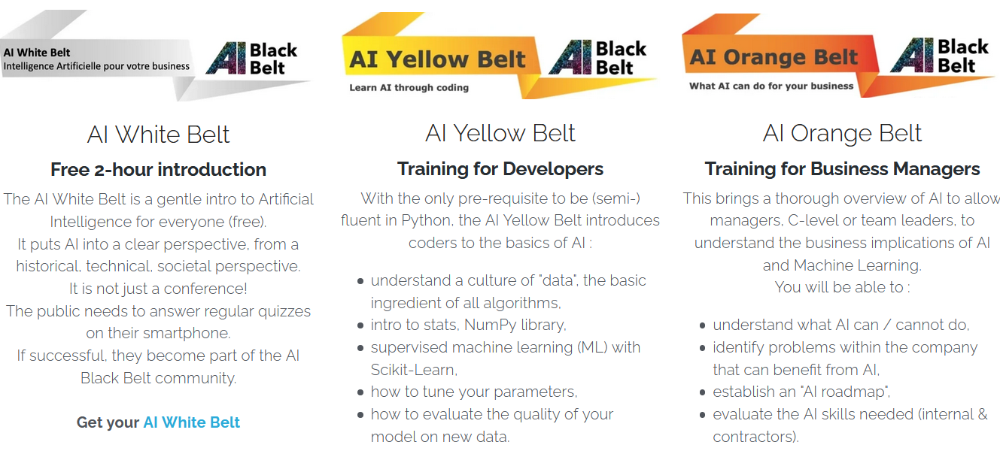 AI White Belt
Intelligence Artificielle pour votre business
AI Black
Belt
AI White Belt
Free 2-hour introduction
The AI White Belt is a gentle intro to Artificial
Intelligence for everyone (free).
It puts AI into a clear perspective, from a
historical, technical, societal perspective.
It is not just a conference!
The public needs to answer regular quizzes
on their smartphone.
If successful, they become part of the AI
Black Belt community.
Get your AI White Belt
AI Yellow Belt
Learn AI through coding
AI Black
Belt
AI Yellow Belt
Training for Developers
With the only pre-requisite to be (semi-)
fluent in Python, the AI Yellow Belt introduces
coders to the basics of AI :
• understand a culture of "data", the basic
ingredient of all algorithms,
• intro to stats, NumPy library,
• supervised machine learning (ML) with
Scikit-Learn,
• how to tune your parameters,
• how to evaluate the quality of your
model on new data.
AI Orange Belt
What AI can do for your business
AI Black
Belt
AI Orange Belt
Training for Business Managers
This brings a thorough overview of AI to allow
managers, C-level or team leaders, to
understand the business implications of AI
and Machine Learning.
You will be able to :
• understand what AI can / cannot do,
• identify problems within the company
that can benefit from AI,
• establish an "AI roadmap",
• evaluate the AI skills needed (internal &
contractors).